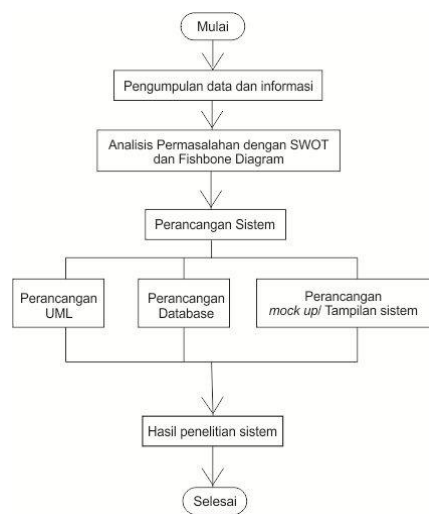 Mulai
Pengumpulan data dan informasi
Analisis Permasalahan dengan SWOT
dan Fishbone Diagram
Perancangan Sistem
Perancangan
UML
Perancangan
Database
Perancangan
mock up/ Tampilan sistem
Hasil penelitian sistem
Selesai